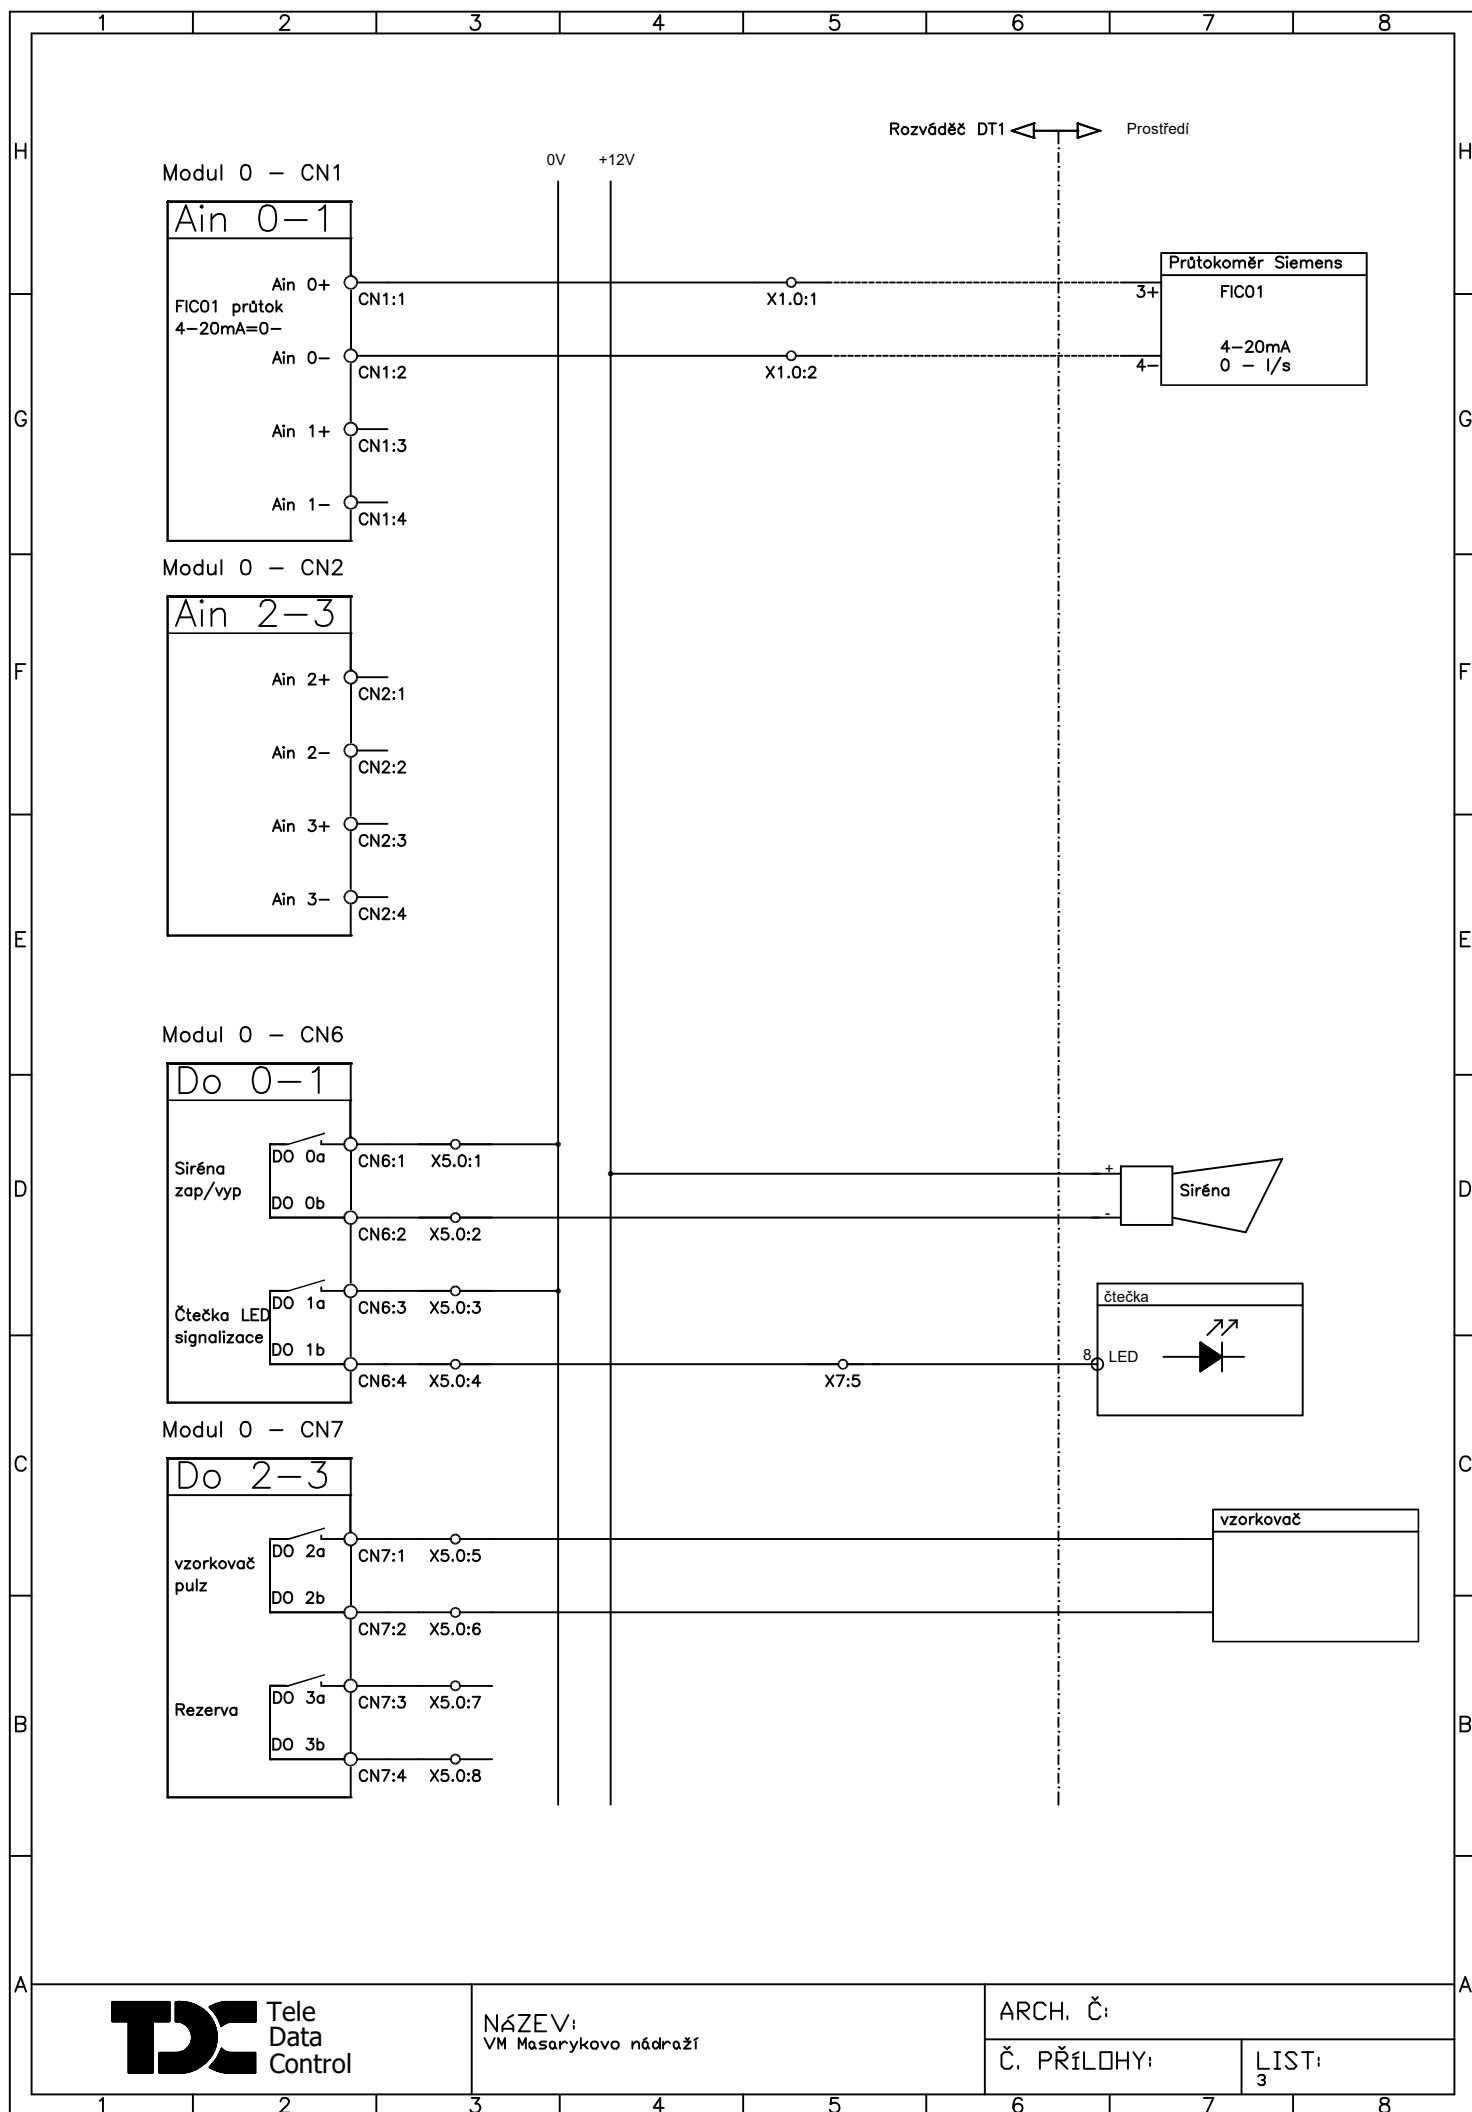 1 2 3 4 5 6 7 8
H H
Rozváděč DT1 Prostředí
0V +12V
Modul 0 - CN1
Ain 0-1
Ain 0+
CN1:1
X1.0:1
FIC01 průtok
4-20mA=0-
Ain 0-
CN1:2
X1.0:2
Průtokoměr Siemens
3+ FIC01
4-20mA
4- 0 - l/s
G G
Ain 1+
CN1:3
Ain 1-
CN1:4
Modul 0 - CN2
Ain 2-3
F F
Ain 2+
CN2:1
Ain 2-
CN2:2
Ain 3+
CN2:3
Ain 3-
CN2:4
E E
Modul 0 - CN6
Do 0-1
Siréna
zap/vyp
DO 0a
CN6:1 X5.0:1
DO 0b
CN6:2 X5.0:2
+
-
Siréna
D D
Čtečka LED
signalizace
DO 1a
CN6:3 X5.0:3
DO 1b
CN6:4 X5.0:4
X7:5
čtečka
8 LED
Modul 0 - CN7
C C
Do 2-3
vzorkovač
pulz
DO 2a
CN7:1 X5.0:5
DO 2b
CN7:2 X5.0:6
vzorkovač
Rezerva
DO 3a
CN7:3 X5.0:7
DO 3b
CN7:4 X5.0:8
B B
A A
TDC
Tele
Data
Control
NáZEV:
VM Masarykovo nádraží
ARCH. Č:
Č. PŘíLOHY:
LIST:
3
1 2 3 4 5 6 7 8